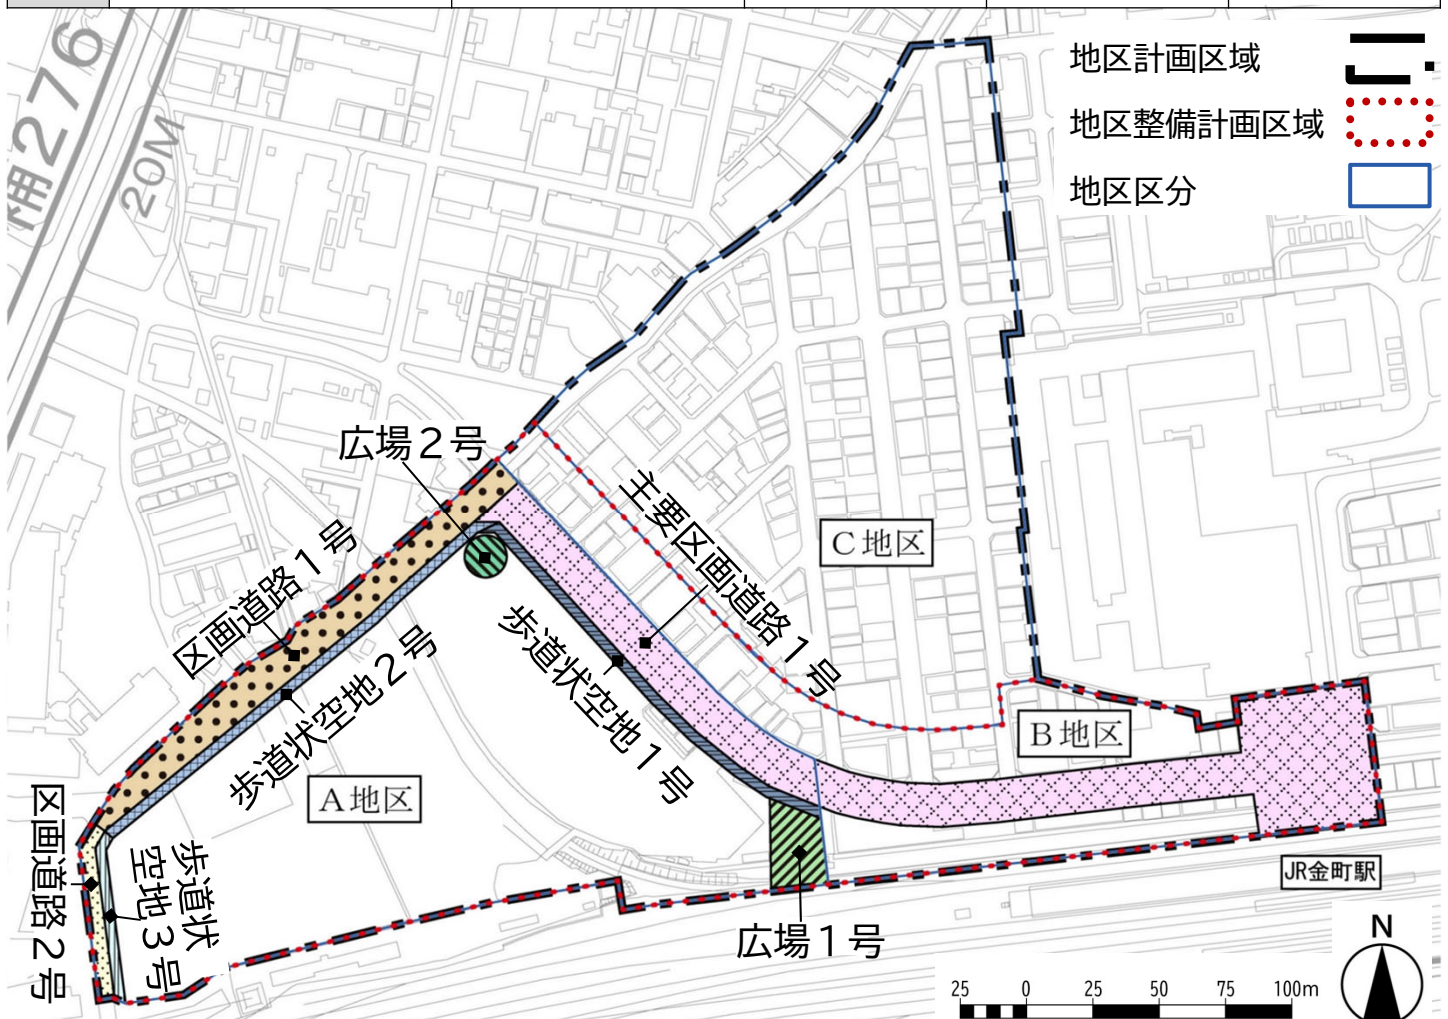 地区計画区域
地区整備計画区域
地区区分
補276
20M
広場２号
主要区画道路１号
C地区
区画道路１号
歩道状空地１号
歩道状空地２号
B地区
A地区
区画道路２号
歩道状
空地３号
JR金町駅
広場１号
N
25 0 25 50 75 100m